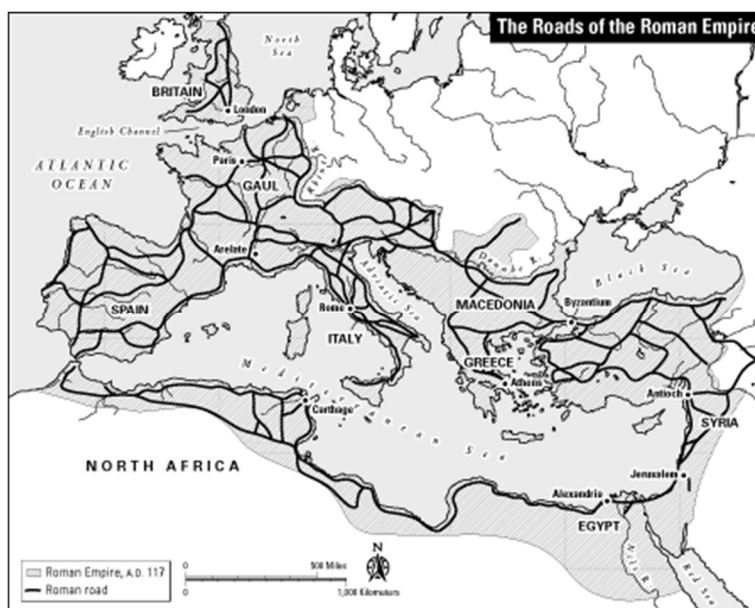 The Roads of the Roman Empire
North
Sea
BRITAIN
London
English Channel
ATLANTIC
OCEAN
Paris
GAUL
Rhine
Arelate
Danube R.
Black Sea
Adriatic Sea
SPAIN
Rome
ITALY
MACEDONIA
Byzantium
GREECE
Athens
Mediterranean Sea
Antioch
SYRIA
Carthage
NORTH AFRICA
Jerusalem
Alexandria
EGYPT
Nile R.
Red Sea
Roman Empire, A.D. 117
Roman road
0 500 Miles
0 1,000 Kilometers
N